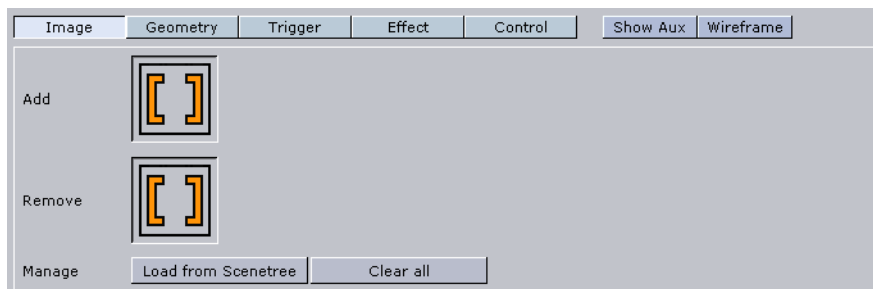 Image Geometry Trigger Effect Control Show Aux Wireframe
Add
Remove
Manage Load from Scenetree Clear all